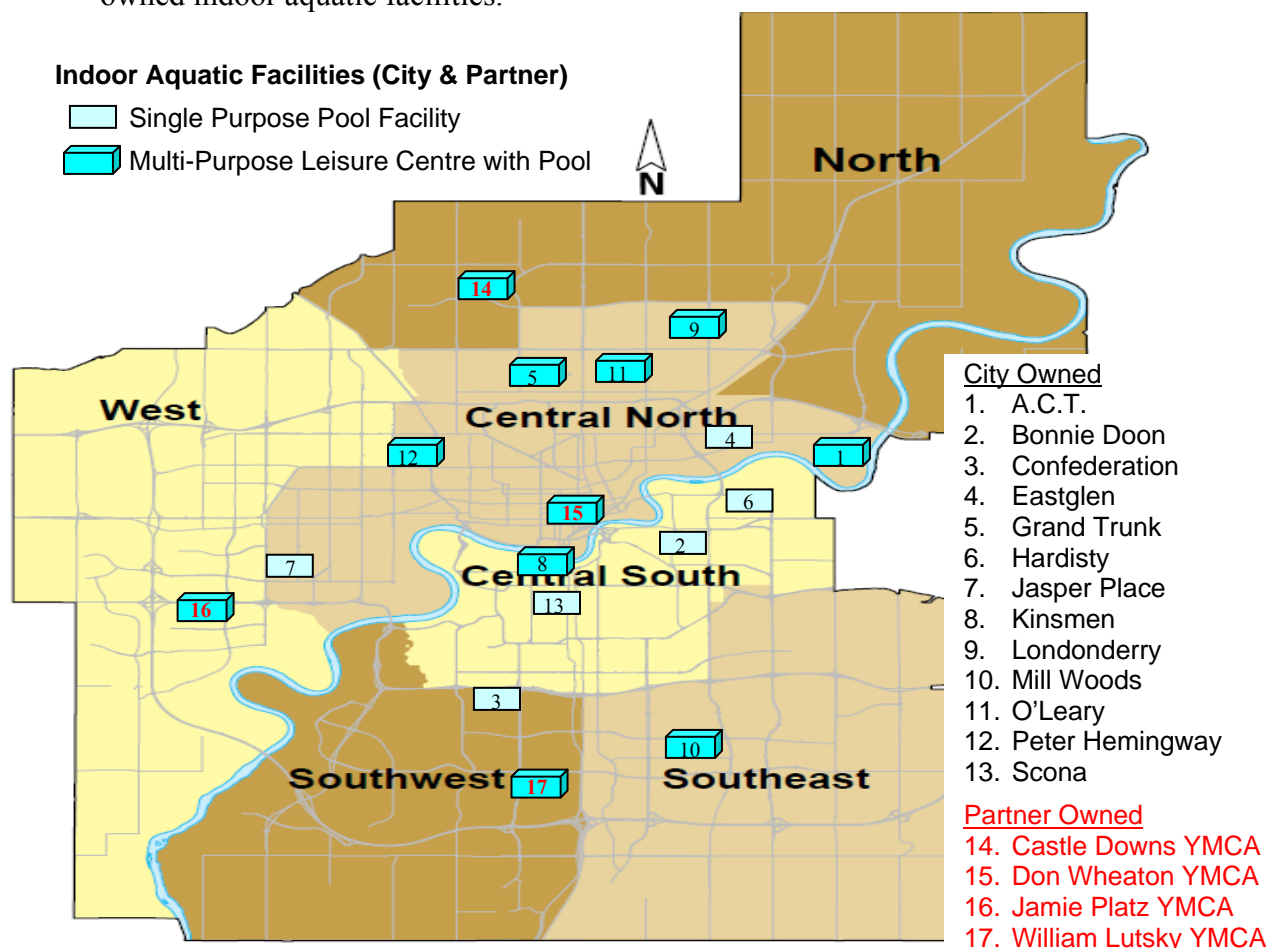 owned indoor aquatic facilities.
Indoor Aquatic Facilities (City & Partner)
Single Purpose Pool Facility
Multi-Purpose Leisure Centre with Pool
N
North
14
9
5
11
West
Central North
12
4
1
15
6
2
8
7
Central South
16
13
3
10
Southwest
17
Southeast
City Owned
1. A.C.T.
2. Bonnie Doon
3. Confederation
4. Eastglen
5. Grand Trunk
6. Hardisty
7. Jasper Place
8. Kinsmen
9. Londonderry
10. Mill Woods
11. O'Leary
12. Peter Hemingway
13. Scona
Partner Owned
14. Castle Downs YMCA
15. Don Wheaton YMCA
16. Jamie Platz YMCA
17. William Lutsky YMCA